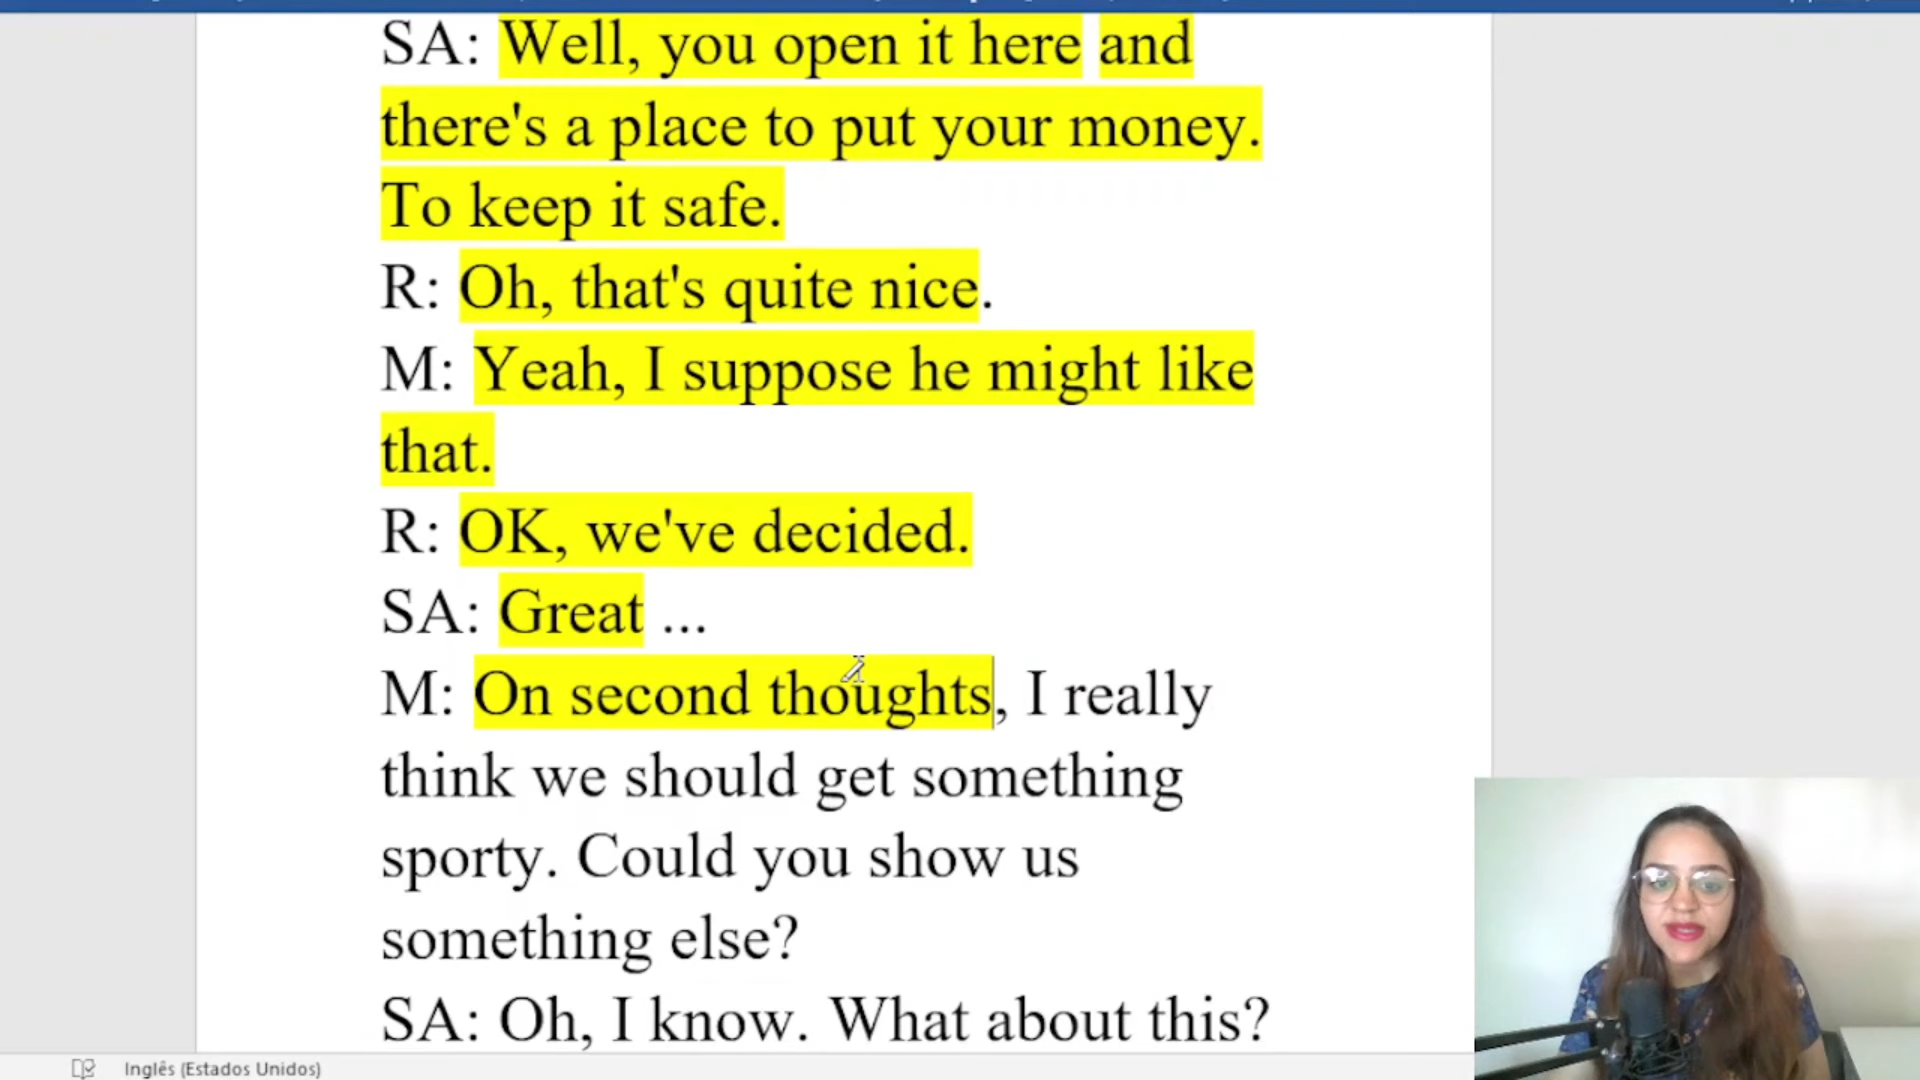 SA: Well, you open it here and
there's a place to put your money.
To keep it safe.
R: Oh, that's quite nice.
M: Yeah, I suppose he might like
that.
R: OK, we've decided.
SA: Great ...
M: On second thoughts, I really
think we should get something
sporty. Could you show us
something else?
SA: Oh, I know. What about this?
Inglês (Estados Unidos)